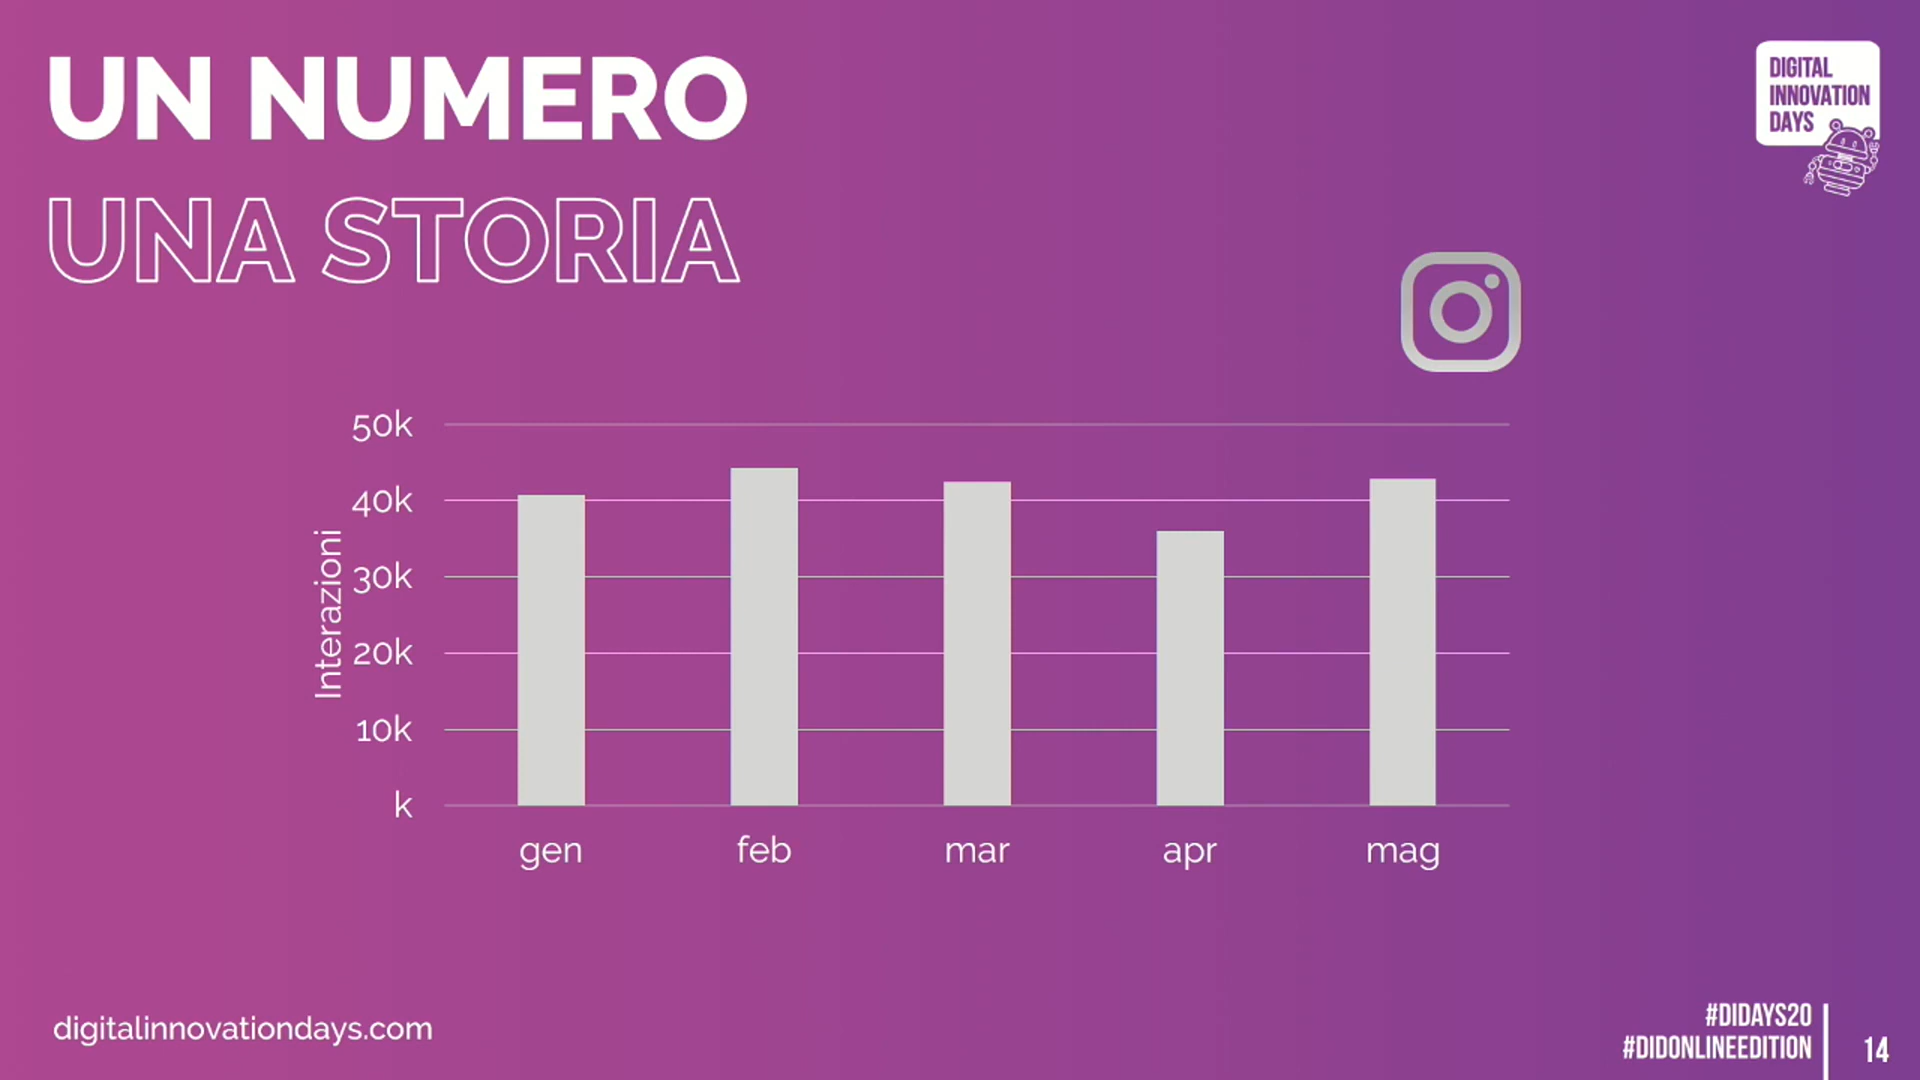 UN NUMERO
UNA STORIA
DIGITAL
INNOVATION
DAYS
Interazioni
50k
40k
30k
20k
10k
k
gen feb mar apr mag
digitalinnovationdays.com
#DIDAYS20
#DIDONLINEEDITION
14